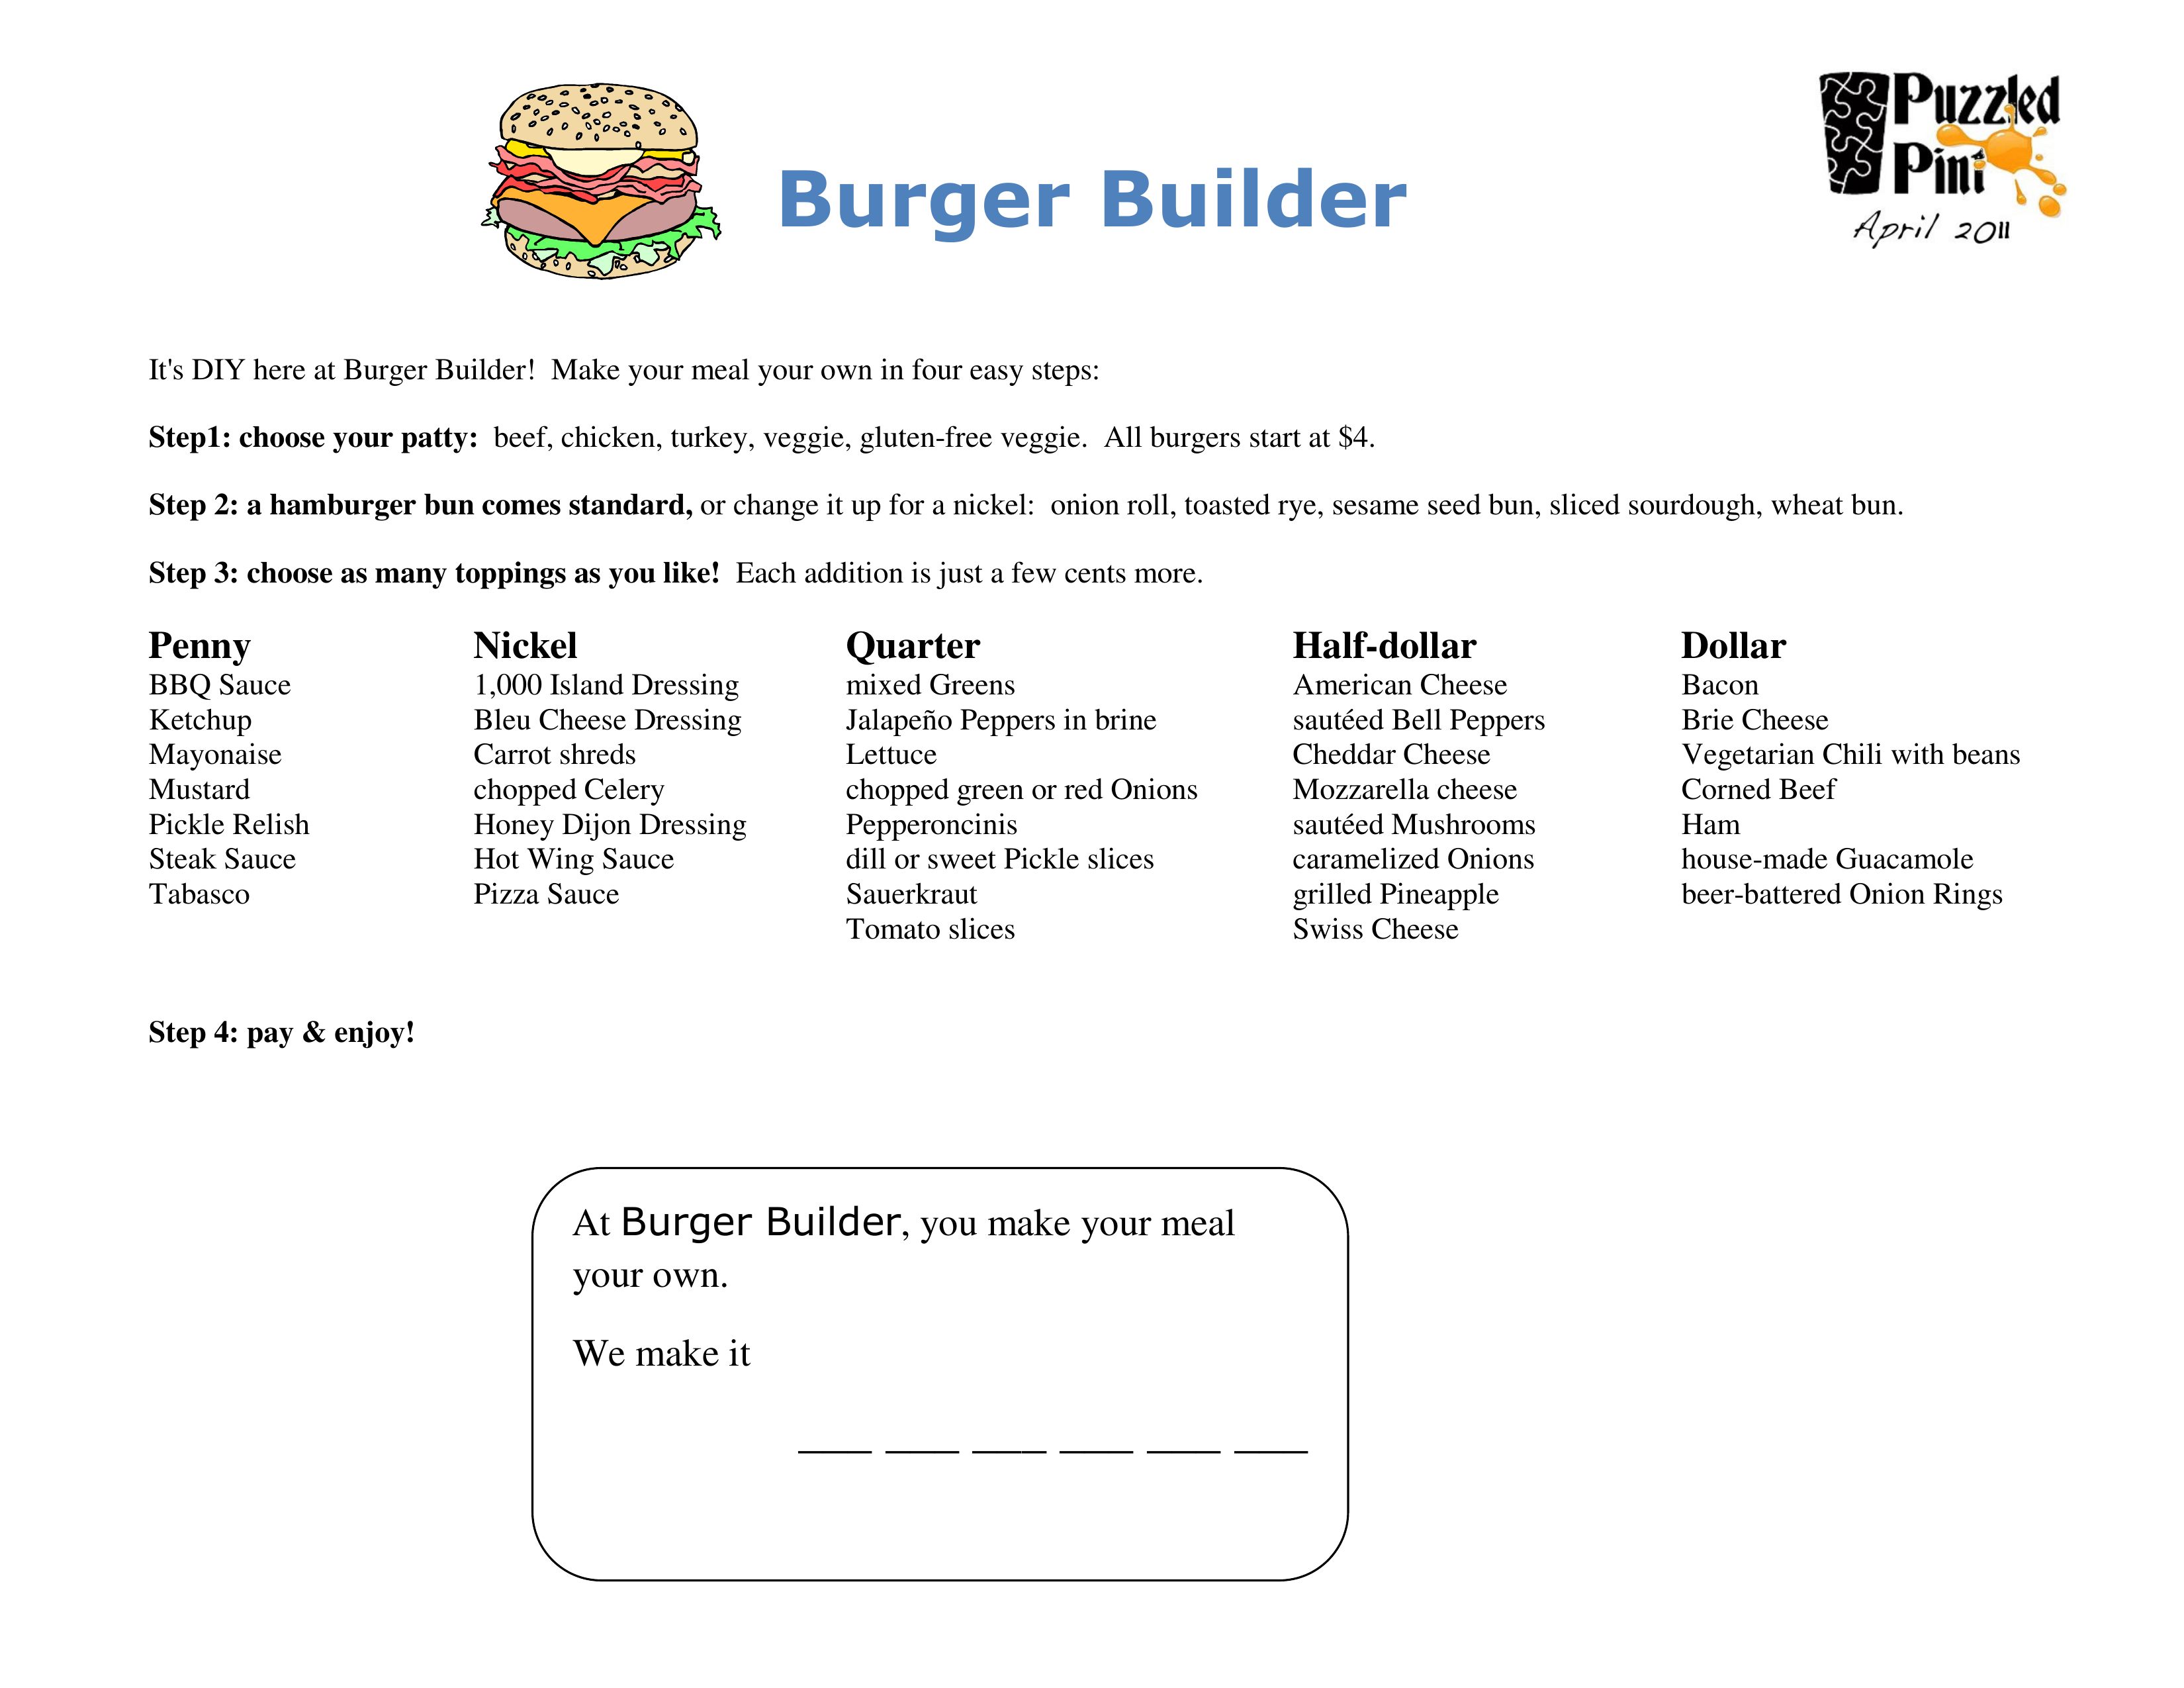 Puzzled
Pint
April 2011
Burger Builder
It's DIY here at Burger Builder!  Make your meal your own in four easy steps:
Step1: choose your patty:  beef, chicken, turkey, veggie, gluten-free veggie.  All burgers start at $4.
Step 2: a hamburger bun comes standard, or change it up for a nickel:  onion roll, toasted rye, sesame seed bun, sliced sourdough, wheat bun.
Step 3: choose as many toppings as you like!  Each addition is just a few cents more.
Penny
BBQ Sauce
Ketchup
Mayonaise
Mustard
Pickle Relish
Steak Sauce
Tabasco
Nickel
1,000 Island Dressing
Bleu Cheese Dressing
Carrot shreds
chopped Celery
Honey Dijon Dressing
Hot Wing Sauce
Pizza Sauce
Quarter
mixed Greens
Jalapeño Peppers in brine
Lettuce
chopped green or red Onions
Pepperoncinis
dill or sweet Pickle slices
Sauerkraut
Tomato slices
Half-dollar
American Cheese
sautéed Bell Peppers
Cheddar Cheese
Mozzarella cheese
sautéed Mushrooms
caramelized Onions
grilled Pineapple
Swiss Cheese
Dollar
Bacon
Brie Cheese
Vegetarian Chili with beans
Corned Beef
Ham
house-made Guacamole
beer-battered Onion Rings
Step 4: pay & enjoy!
At Burger Builder, you make your meal
your own.
We make it
___ ___ ___ ___ ___ ___